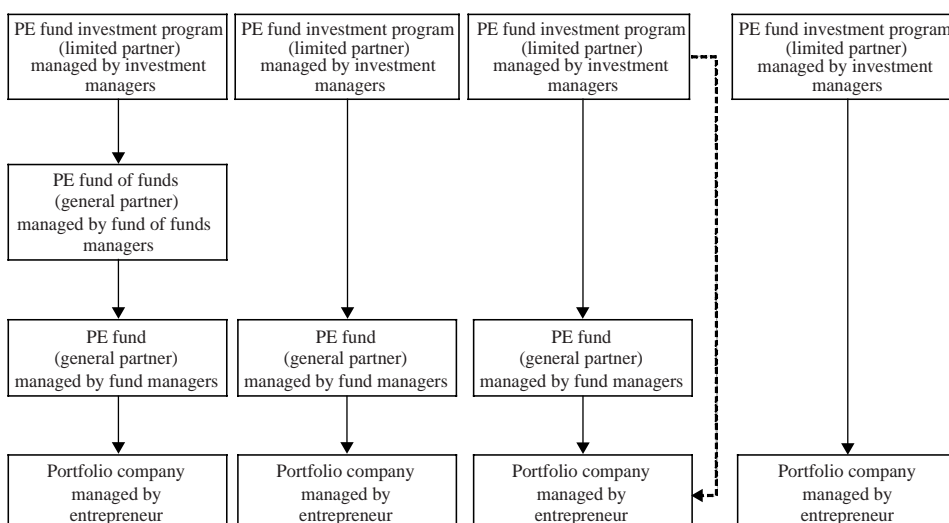 PE fund investment program
(limited partner)
managed by investment
managers
PE fund of funds
(general partner)
managed by fund of funds
managers
PE fund
(general partner)
managed by fund managers
Portfolio company
managed by
entrepreneur
PE fund investment program
(limited partner)
managed by investment
managers
PE fund
(general partner)
managed by fund managers
Portfolio company
managed by
entrepreneur
PE fund investment program
(limited partner)
managed by investment
managers
PE fund
(general partner)
managed by fund managers
Portfolio company
managed by
entrepreneur
PE fund investment program
(limited partner)
managed by investment
managers
Portfolio company
managed by
entrepreneur